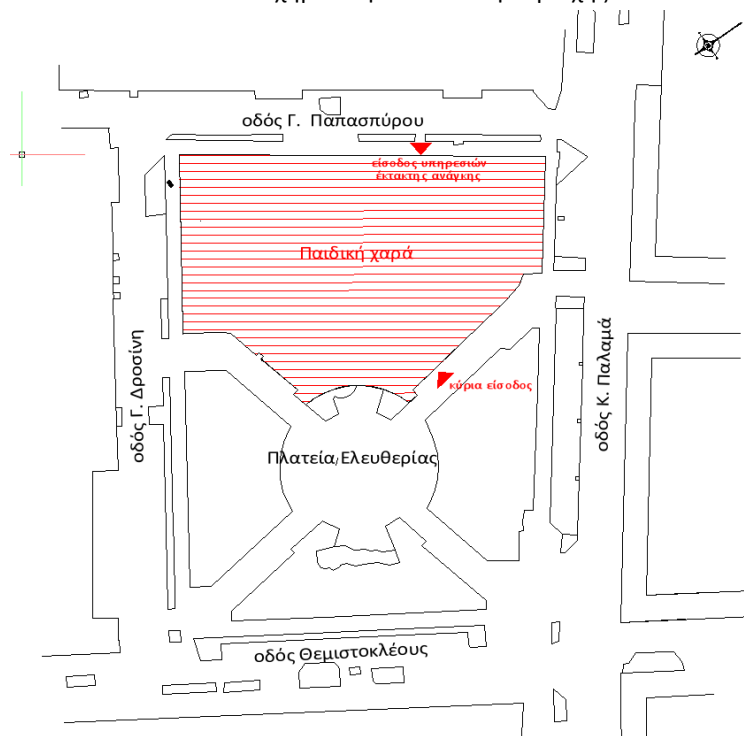 οδός Γ. Παπασπύρου
είσοδος υπηρεσιών
έκτακτης ανάγκης
Παιδική χαρά
οδός Γ. Δροσίνη
οδός Κ. Παλαμά
κύρια είσοδος
Πλατεία Ελευθερίας
οδός Θεμιστοκλέους